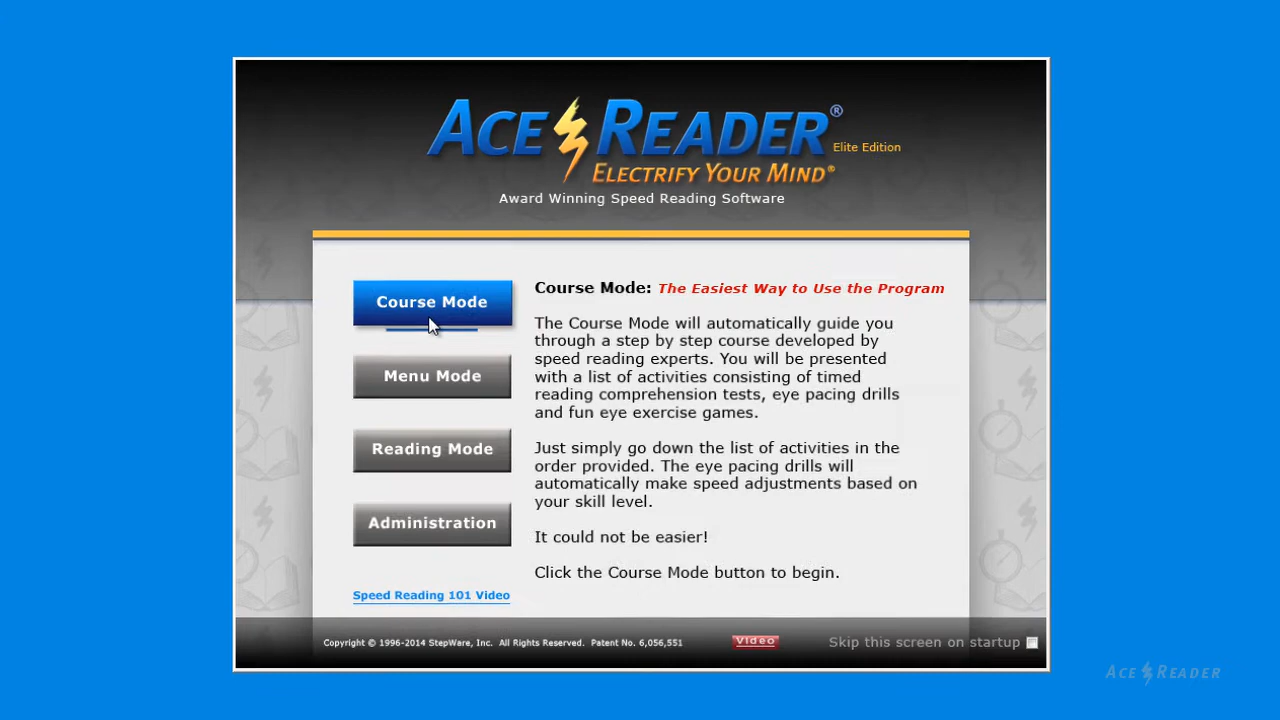 ACE READER®
Elite Edition
ELECTRIFY YOUR MIND®
Award Winning Speed Reading Software
Course Mode
Menu Mode
Reading Mode
Administration
Speed Reading 101 Video
Course Mode: The Easiest Way to Use the Program
The Course Mode will automatically guide you
through a step by step course developed by
speed reading experts. You will be presented
with a list of activities consisting of timed
reading comprehension tests, eye pacing drills
and fun eye exercise games.
Just simply go down the list of activities in the
order provided. The eye pacing drills will
automatically make speed adjustments based on
your skill level.
It could not be easier!
Click the Course Mode button to begin.
Copyright © 1996-2014 StepWare, Inc. All Rights Reserved. Patent No. 6,056,551
Video
Skip this screen on startup
ACE READER